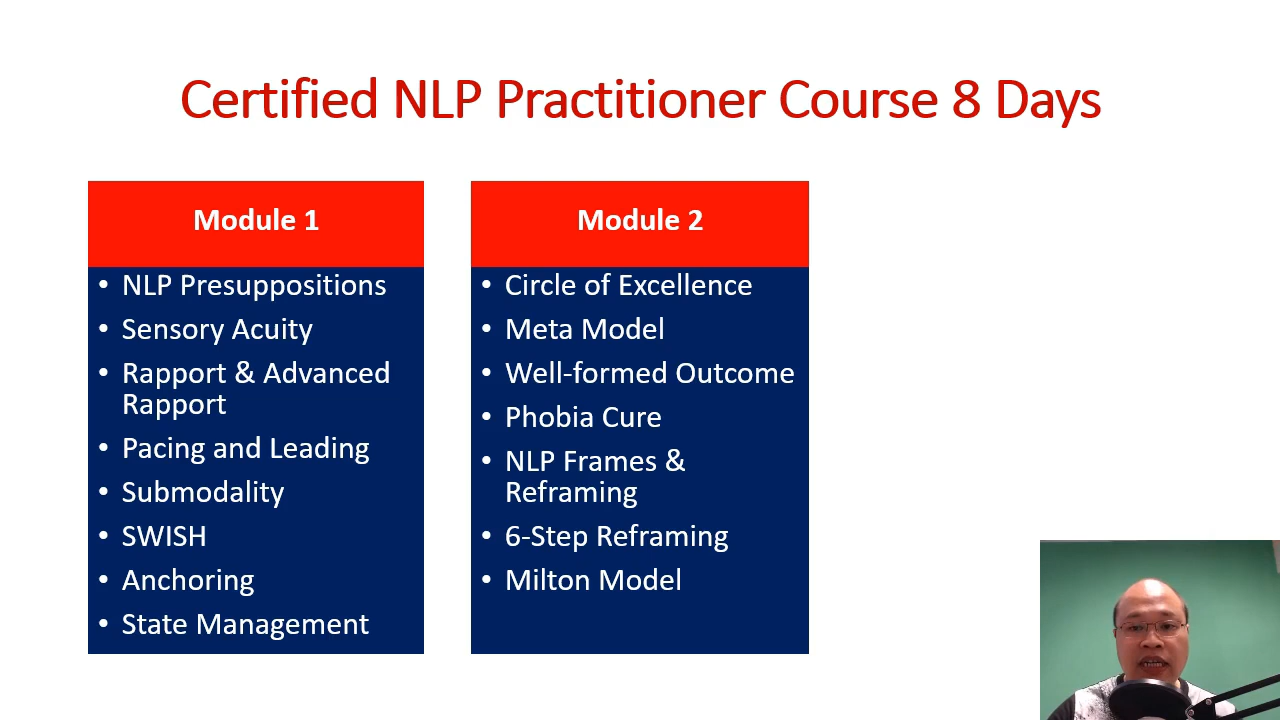 Certified NLP Practitioner Course 8 Days
Module 1
• NLP Presuppositions
• Sensory Acuity
• Rapport & Advanced
Rapport
• Pacing and Leading
• Submodality
• SWISH
• Anchoring
• State Management
Module 2
• Circle of Excellence
• Meta Model
• Well-formed Outcome
• Phobia Cure
• NLP Frames &
Reframing
• 6-Step Reframing
• Milton Model